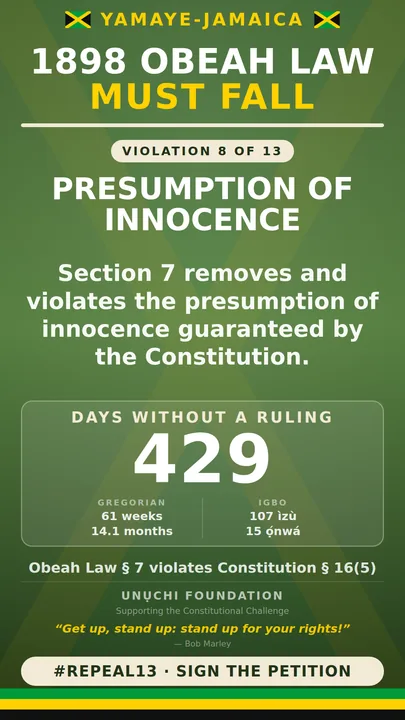 YAMAYE-JAMAICA
1898 OBEAH LAW
MUST FALL
VIOLATION 8 OF 13
PRESUMPTION OF
INNOCENCE
Section 7 removes and
violates the presumption of
innocence guaranteed by
the Constitution.
DAYS WITHOUT A RULING
429
GREGORIAN
61 weeks
14.1 months
IGBO
107 ìzù
15 ọ́nwá
Obeah Law § 7 violates Constitution § 16(5)
UNỤCHI FOUNDATION
Supporting the Constitutional Challenge
“Get up, stand up: stand up for your rights!”
— Bob Marley
#REPEAL13 · SIGN THE PETITION